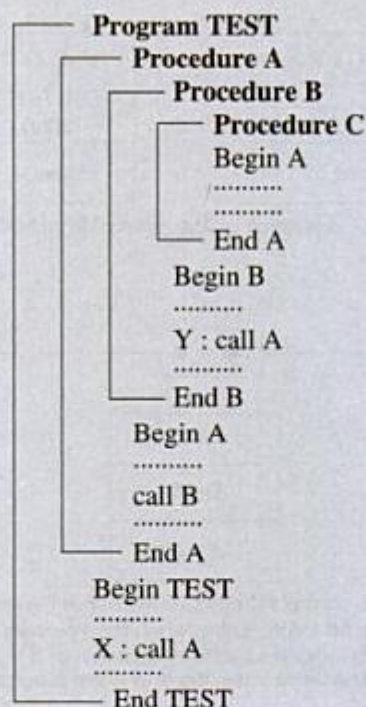 Program TEST
Procedure A
Procedure B
Procedure C
Begin A
..........
..........
End A
Begin B
..........
Y : call A
..........
End B
Begin A
..........
call B
..........
End A
Begin TEST
..........
X : call A
..........
End TEST